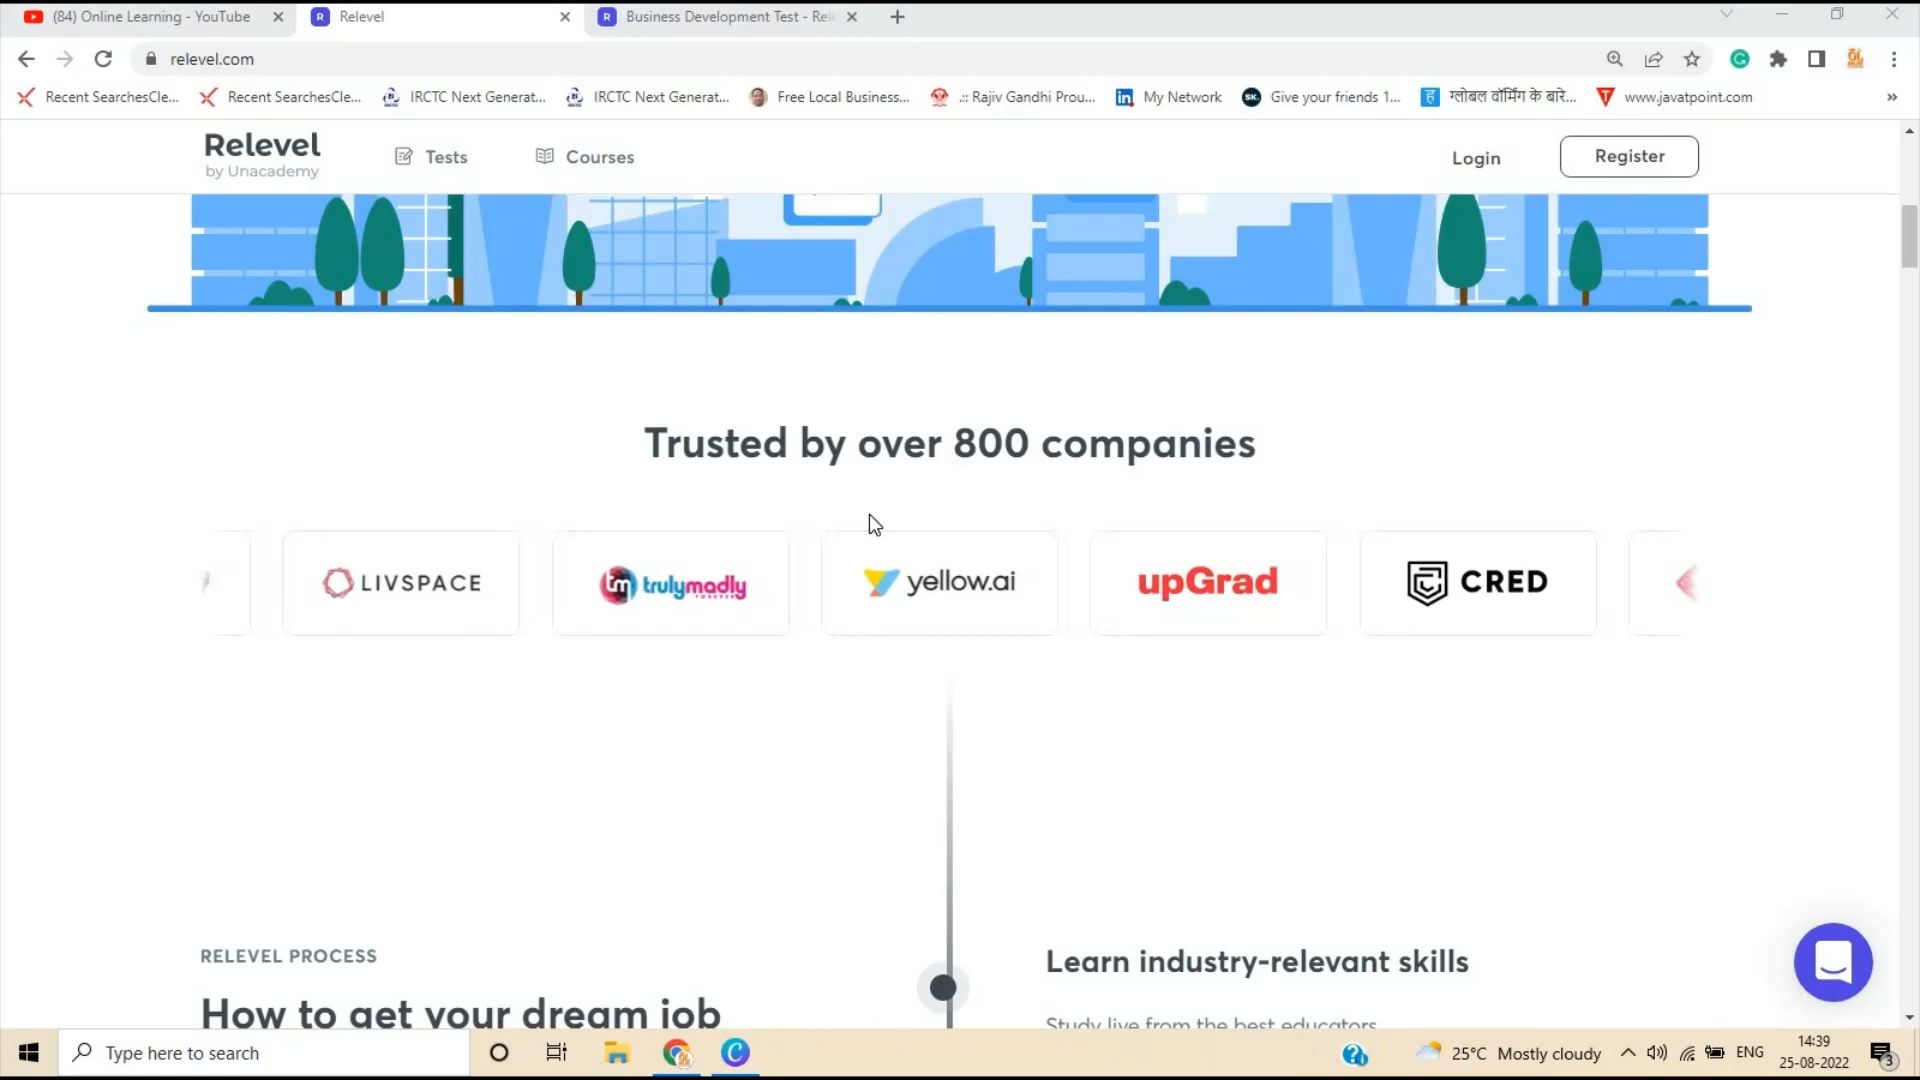 (84) Online Learning - YouTube
Relevel
Business Development Test - Rel
relevel.com
Recent SearchesCle...
Recent SearchesCle...
IRCTC Next Generat...
IRCTC Next Generat...
Free Local Business...
.:: Rajiv Gandhi Prou...
My Network
Give your friends 1...
ग्लोबल वॉर्मिंग के बारे...
www.javatpoint.com
Relevel
by Unacademy
Tests
Courses
Login
Register
Trusted by over 800 companies
LIVSPACE
tm trulymadly
yellow.ai
upGrad
CRED
RELEVEL PROCESS
How to get your dream job
Learn industry-relevant skills
Study live from the best educators
Type here to search
25°C Mostly cloudy
ENG
14:39
25-08-2022
3